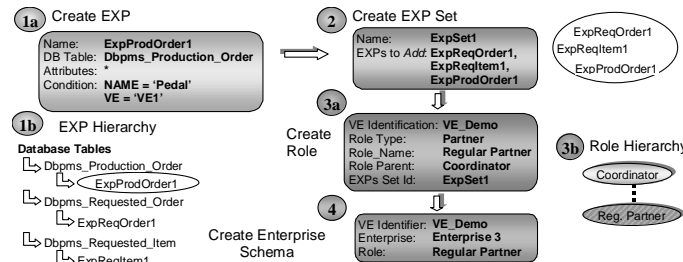 1a Create EXP
Name: ExpProdOrder1
DB Table: Dbpms_Production_Order
Attributes: *
Condition: NAME = 'Pedal'
VE = 'VE1'
2 Create EXP Set
Name: ExpSet1
EXPs to Add: ExpReqOrder1,
ExpReqItem1,
ExpProdOrder1
ExpReqOrder1
ExpReqItem1
ExpProdOrder1
1b EXP Hierarchy
Database Tables
Dbpms_Production_Order
ExpProdOrder1
Dbpms_Requested_Order
ExpReqOrder1
Dbpms_Requested_Item
ExpReqItem1
3a
Create
Role
VE Identification: VE_Demo
Role Type: Partner
Role_Name: Regular Partner
Role Parent: Coordinator
EXPs Set Id: ExpSet1
3b Role Hierarchy
Coordinator
Reg. Partner
4
Create Enterprise
Schema
VE Identifier: VE_Demo
Enterprise: Enterprise 3
Role: Regular Partner